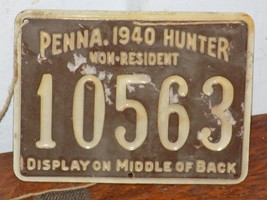 PENNA. 1940 HUNTER
NON-RESIDENT
10563
DISPLAY ON MIDDLE OF BACK